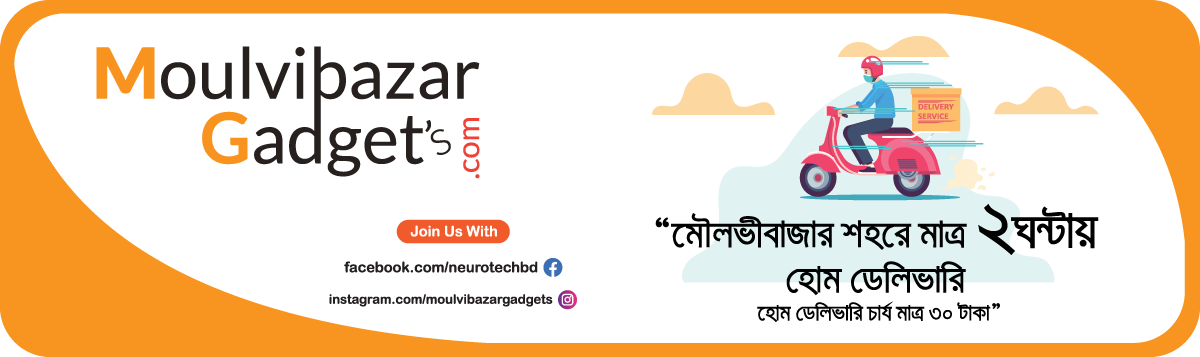 Moulvibazar
Gadget's
.com
Join Us With
facebook.com/neurotechbd
instagram.com/moulvibazargadgets
DELIVERY
SERVICE
“মৌলভীবাজার শহরে মাত্র ২ঘন্টায়
হোম ডেলিভারি
হোম ডেলিভারি চার্য মাত্র ৩০ টাকা”